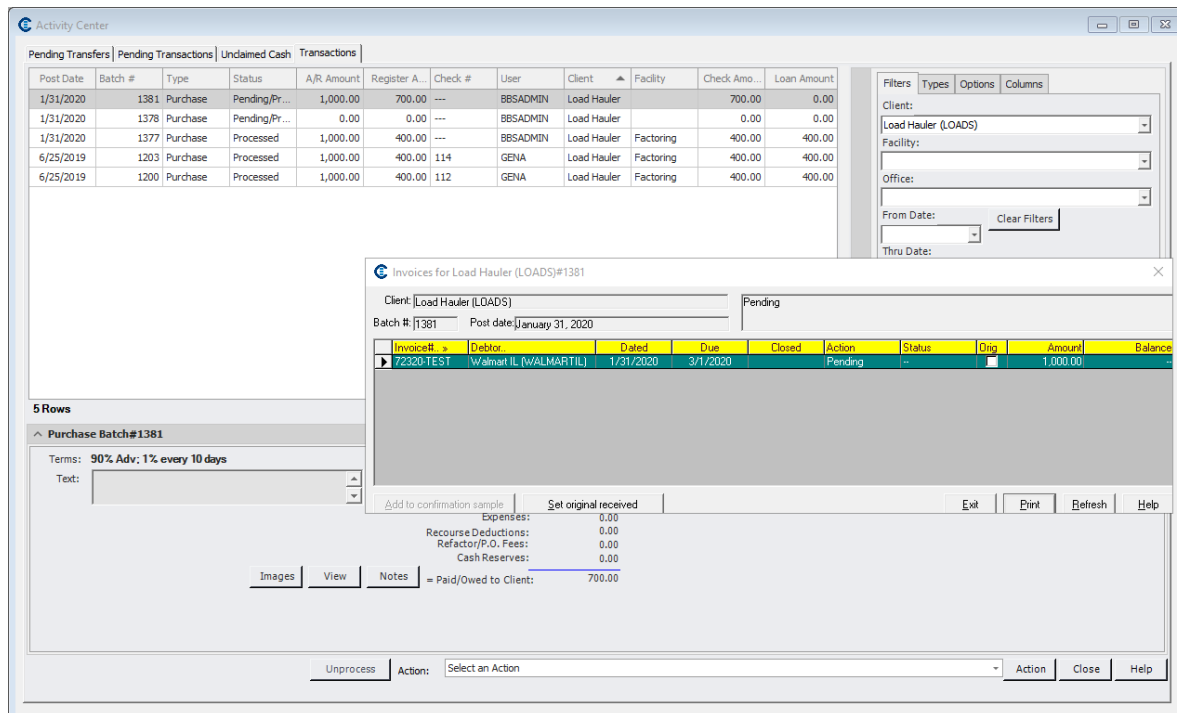 Activity Center
Pending Transfers Pending Transactions Unclaimed Cash Transactions
Post Date Batch # Type Status A/R Amount Register A... Check # User Client Facility Check Amo... Loan Amount
1/31/2020 1381 Purchase Pending/Pr... 1,000.00 700.00 --- BBSADMIN Load Hauler 700.00 0.00
1/31/2020 1378 Purchase Pending/Pr... 0.00 0.00 --- BBSADMIN Load Hauler 0.00 0.00
1/31/2020 1377 Purchase Processed 1,000.00 400.00 --- BBSADMIN Load Hauler Factoring 400.00 400.00
6/25/2019 1203 Purchase Processed 1,000.00 400.00 114 GENA Load Hauler Factoring 400.00 400.00
6/25/2019 1200 Purchase Processed 1,000.00 400.00 112 GENA Load Hauler Factoring 400.00 400.00
Filters Types Options Columns
Client:
Load Hauler (LOADS)
Facility:
Office:
From Date:
Clear Filters
Thru Date:
Invoices for Load Hauler (LOADS)#1381
Client: Load Hauler (LOADS) Pending
Batch #: 1381 Post date: January 31, 2020
Invoice#.. » Debtor.. Dated Due Closed Action Status Orig Amount Balance
72320-TEST Walmart IL (WALMARTIL) 1/31/2020 3/1/2020 Pending -- 1,000.00 --
Add to confirmation sample Set original received Exit Print Refresh Help
5 Rows
Purchase Batch#1381
Terms: 90% Adv; 1% every 10 days
Text:
Expenses: 0.00
Recourse Deductions: 0.00
Refactor/P.O. Fees: 0.00
Cash Reserves: 0.00
Images View Notes = Paid/Owed to Client: 700.00
Unprocess Action: Select an Action Action Close Help